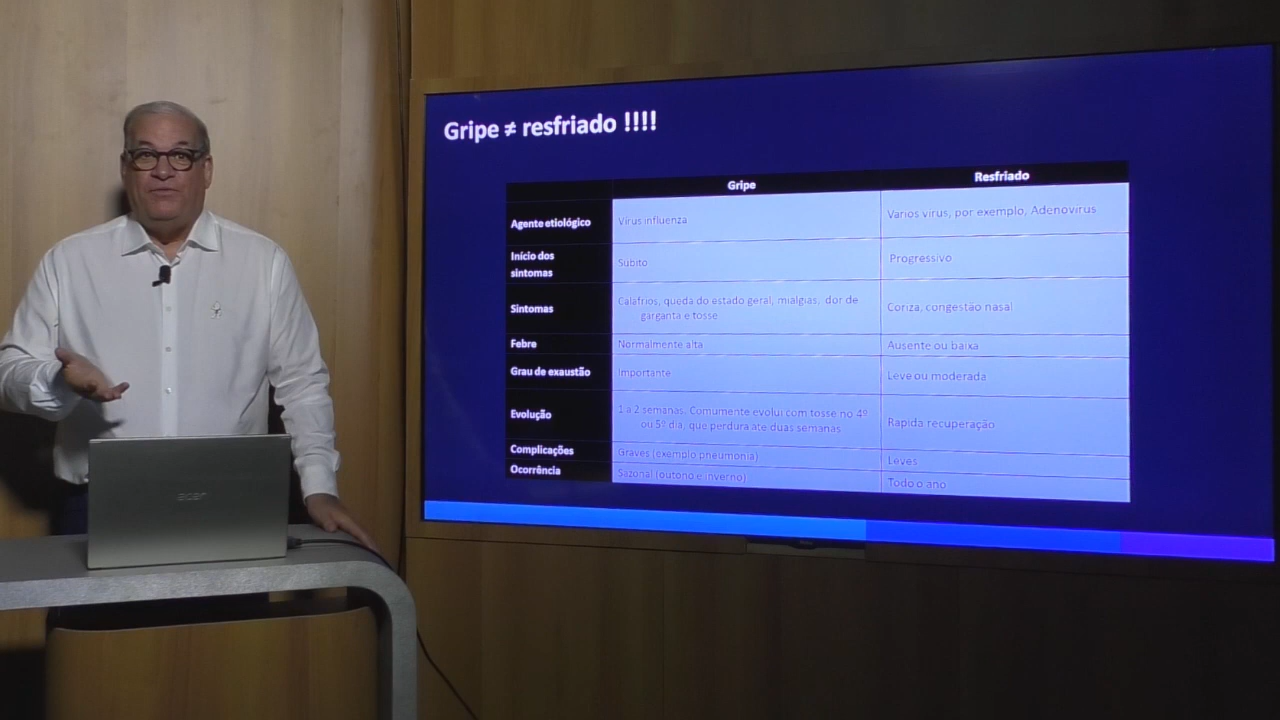 Gripe ≠ resfriado !!!!
Gripe Resfriado
Agente etiológico Vírus influenza Varios vírus, por exemplo, Adenovírus
Início dos
sintomas
Súbito Progressivo
Sintomas
Calafrios, queda do estado geral, mialgias, dor de
garganta e tosse
Coriza, congestão nasal
Febre Normalmente alta Ausente ou baixa
Grau de exaustão Importante Leve ou moderada
Evolução
1 a 2 semanas. Comumente evolui com tosse no 4º
ou 5º dia, que perdura até duas semanas
Rapida recuperação
Complicações Graves (exemplo pneumonia) Leves
Ocorrência Sazonal (outono e inverno) Todo o ano
acer